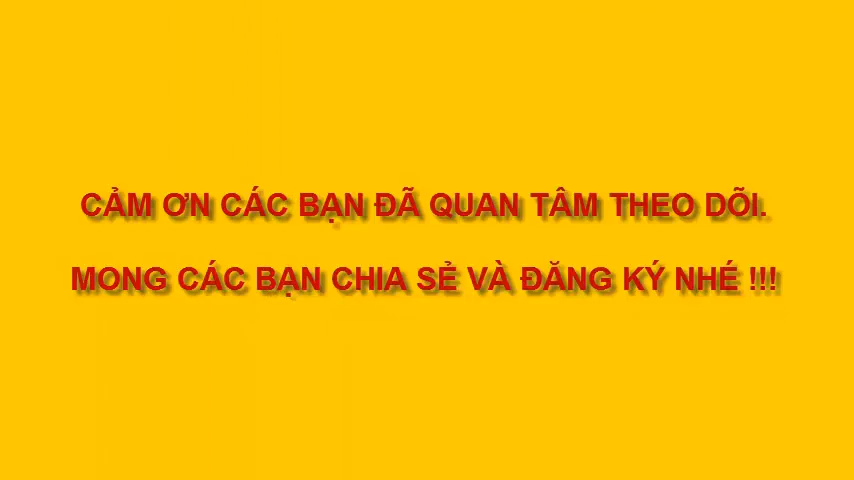 CẢM ƠN CÁC BẠN ĐÃ QUAN TÂM THEO DÕI.
MONG CÁC BẠN CHIA SẺ VÀ ĐĂNG KÝ NHÉ !!!